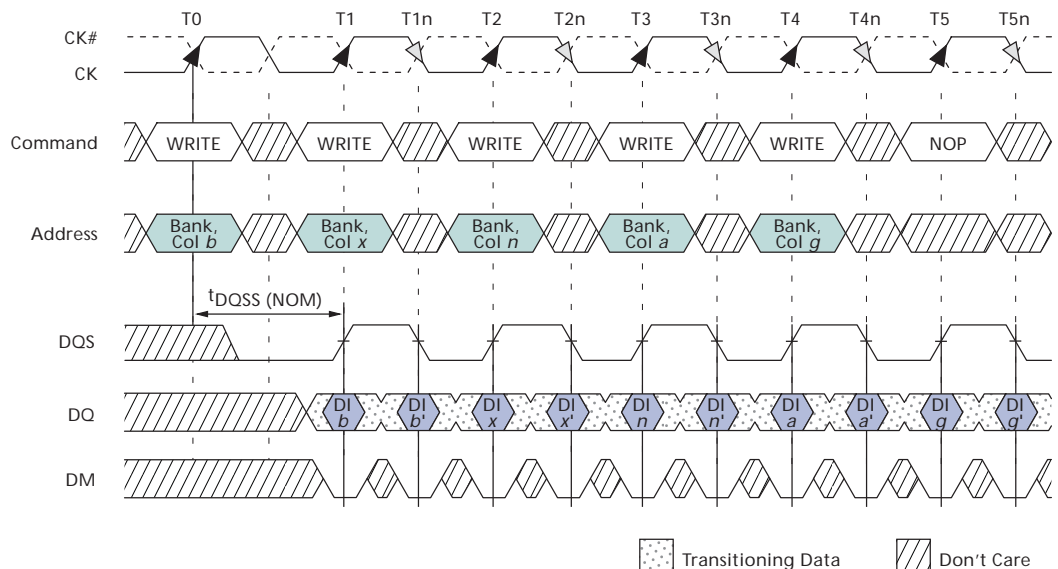 T0 T1 T1n T2 T2n T3 T3n T4 T4n T5 T5n
CK#
CK
Command WRITE WRITE WRITE WRITE WRITE NOP
Address Bank, Col b Bank, Col x Bank, Col n Bank, Col a Bank, Col g
tDQSS (NOM)
DQS
DQ DI b DI b' DI x DI x' DI n DI n' DI a DI a' DI g DI g'
DM
Transitioning Data Don't Care